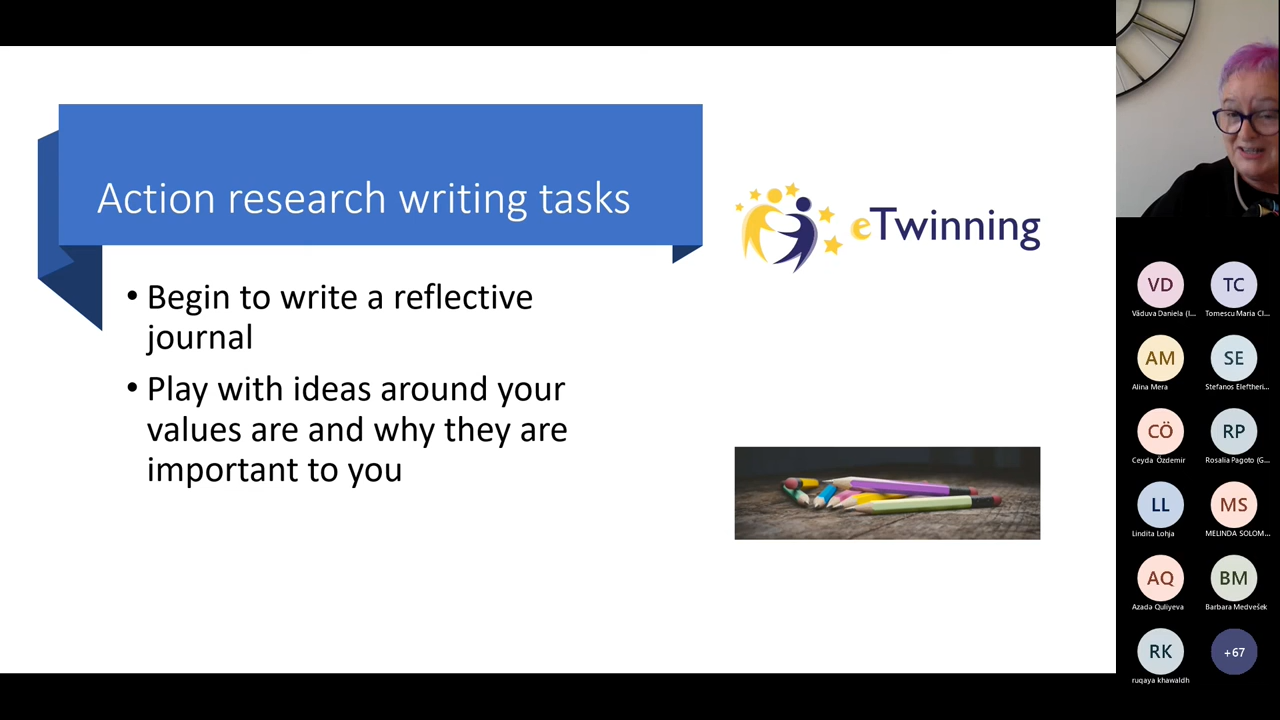 Action research writing tasks
eTwinning
• Begin to write a reflective
journal
• Play with ideas around your
values are and why they are
important to you
VD
TC
Văduva Daniela (I...
Tomescu Maria Cl...
AM
SE
Alina Mera
Stefanos Eleftheri...
CÖ
RP
Ceyda Özdemir
Rosalia Pagoto (G...
LL
MS
Lindita Lohja
MELINDA SOLOM...
AQ
BM
Azada Quliyeva
Barbara Medvešek
RK
+67
ruqaya khawaldh